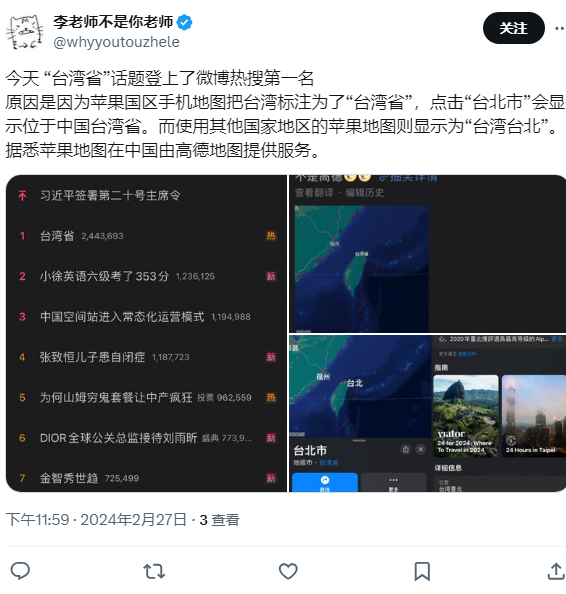 李老师不是你老师
@whyyoutouzhele
关注
今天 “台湾省”话题登上了微博热搜第一名
原因是因为苹果国区手机地图把台湾标注为了“台湾省”，点击“台北市”会显
示位于中国台湾省。而使用其他国家地区的苹果地图则显示为“台湾台北”。
据悉苹果地图在中国由高德地图提供服务。
习近平签署第二十号主席令
1 台湾省 2,443,693 热
2 小徐英语六级考了353分 1,236,125 新
3 中国空间站进入常态化运营模式 1,194,988
4 张致恒儿子患自闭症 1,187,723 新
5 为何山姆穷鬼套餐让中产疯狂 投票 962,559 热
6 DIOR全球公关总监接待刘雨昕 盛典 773,9... 新
7 金智秀世趋 725,499 新
不是高德 抽奖详情
查看翻译 · 编辑历史
福州
台湾省
南昌
福州
台北
台北市
地级市 · 台湾省
路线
更多
心，2020年臺北獲評選為最高等級的Alp... 更多
指南
viator
24 for 2024: Where To Travel in 2024
24 Hours in Taipei
详细信息
位置
台湾臺北
下午11:59 · 2024年2月27日 · 3 查看